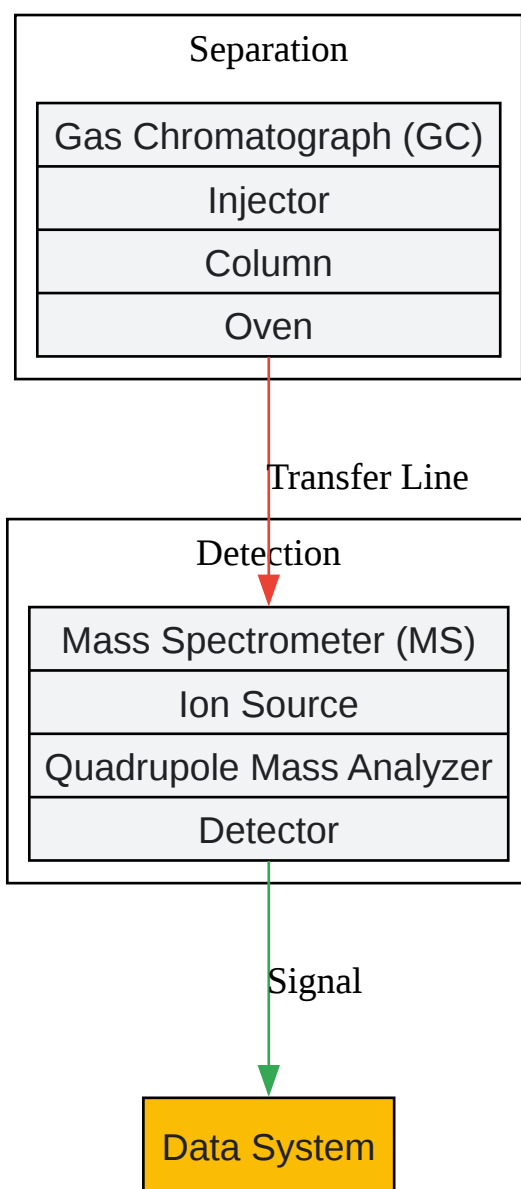 Separation
Gas Chromatograph (GC)
Injector
Column
Oven
Transfer Line
Detection
Mass Spectrometer (MS)
Ion Source
Quadrupole Mass Analyzer
Detector
Signal
Data System